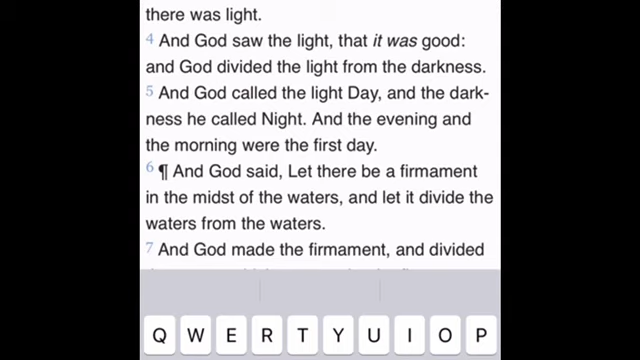 there was light.
4 And God saw the light, that it was good:
and God divided the light from the darkness.
5 And God called the light Day, and the dark-
ness he called Night. And the evening and
the morning were the first day.
6 ¶ And God said, Let there be a firmament
in the midst of the waters, and let it divide the
waters from the waters.
7 And God made the firmament, and divided
Q W E R T Y U I O P